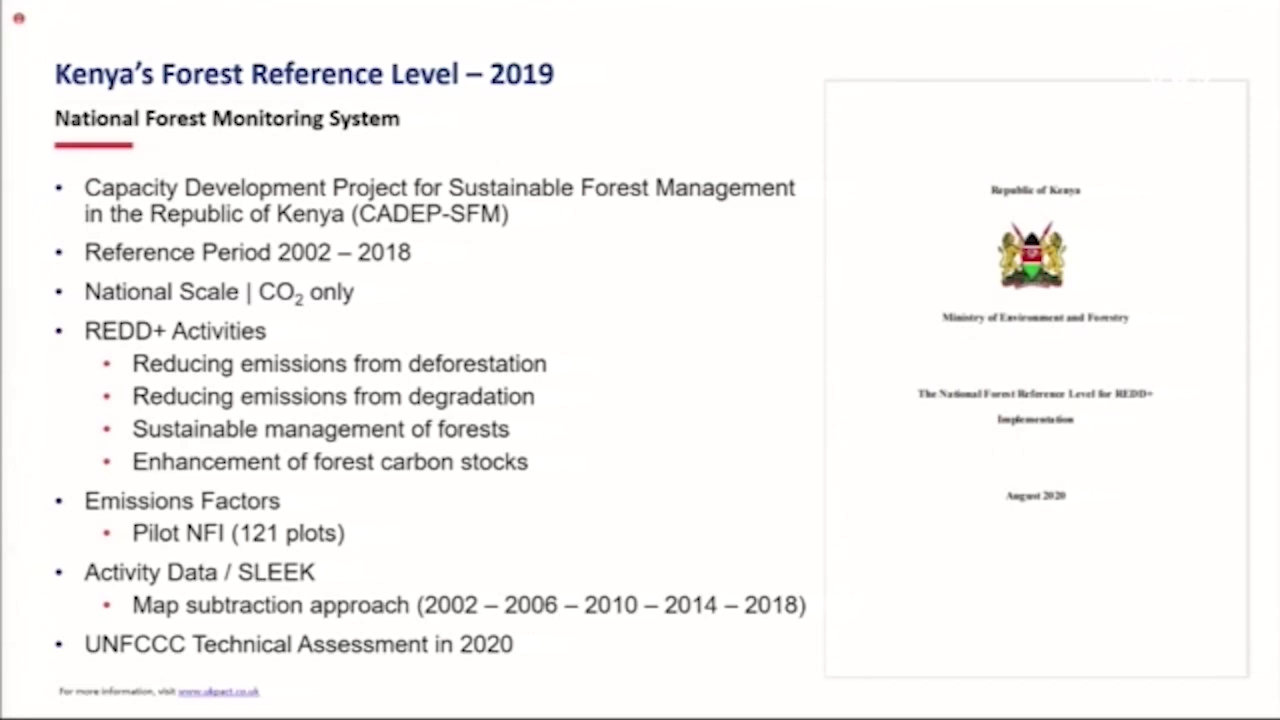 Kenya's Forest Reference Level – 2019
National Forest Monitoring System
• Capacity Development Project for Sustainable Forest Management
in the Republic of Kenya (CADEP-SFM)
• Reference Period 2002 – 2018
• National Scale | CO₂ only
• REDD+ Activities
• Reducing emissions from deforestation
• Reducing emissions from degradation
• Sustainable management of forests
• Enhancement of forest carbon stocks
• Emissions Factors
• Pilot NFI (121 plots)
• Activity Data / SLEEK
• Map subtraction approach (2002 – 2006 – 2010 – 2014 – 2018)
• UNFCCC Technical Assessment in 2020
For more information, visit www.ukpact.co.uk
Republic of Kenya
Ministry of Environment and Forestry
The National Forest Reference Level for REDD+
Implementation
August 2020